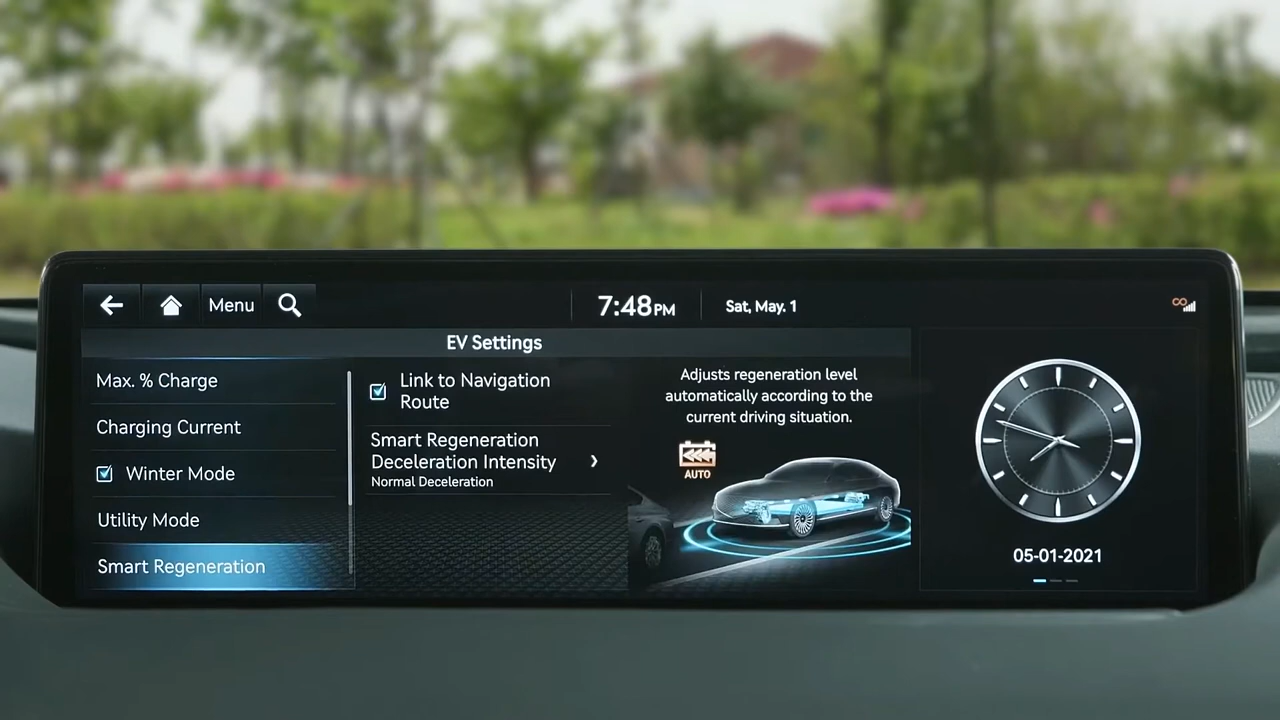 Menu
7:48PM
Sat, May. 1
EV Settings
Max. % Charge
Charging Current
Winter Mode
Utility Mode
Smart Regeneration
Link to Navigation
Route
Smart Regeneration
Deceleration Intensity
Normal Deceleration
Adjusts regeneration level
automatically according to the
current driving situation.
AUTO
05-01-2021